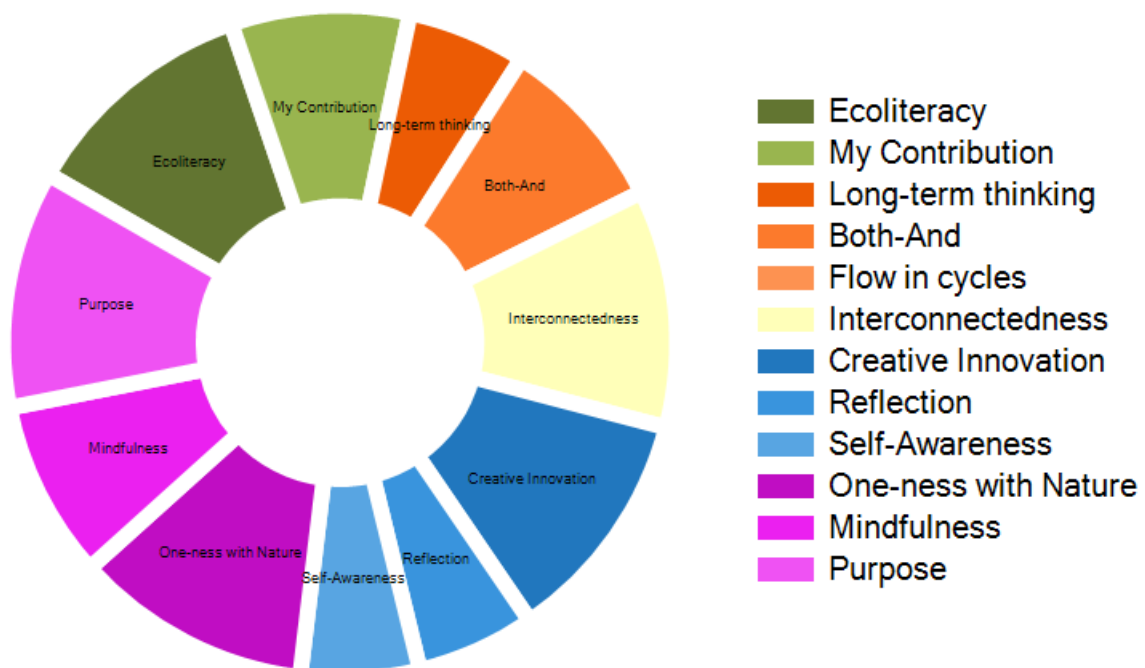 My Contribution
Long-term thinking
Ecoliteracy
Both-And
Purpose
Interconnectedness
Mindfulness
Creative Innovation
One-ness with Nature
Reflection
Self-Awareness
Ecoliteracy
My Contribution
Long-term thinking
Both-And
Flow in cycles
Interconnectedness
Creative Innovation
Reflection
Self-Awareness
One-ness with Nature
Mindfulness
Purpose